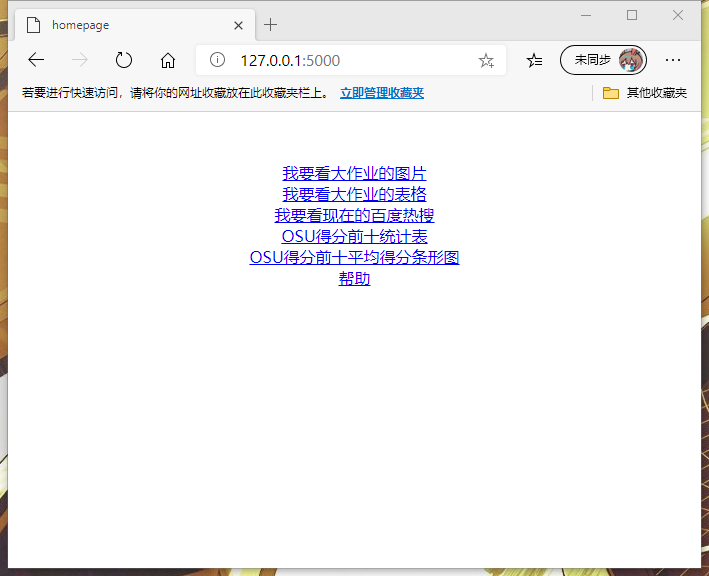 homepage
127.0.0.1:5000
未同步
若要进行快速访问，请将你的网址收藏放在此收藏夹栏上。 立即管理收藏夹
其他收藏夹
我要看大作业的图片
我要看大作业的表格
我要看现在的百度热搜
OSU得分前十统计表
OSU得分前十平均得分条形图
帮助